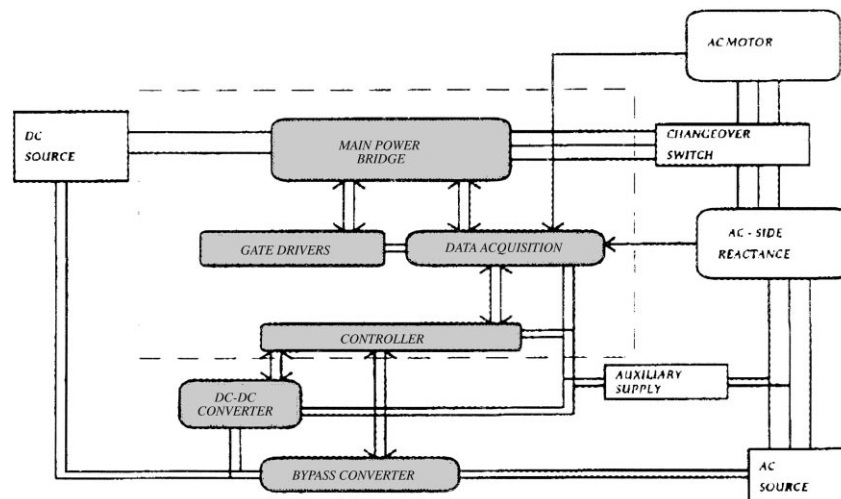 AC MOTOR
DC
SOURCE
MAIN POWER
BRIDGE
CHANGEOVER
SWITCH
GATE DRIVERS
DATA ACQUISITION
AC - SIDE
REACTANCE
CONTROLLER
DC-DC
CONVERTER
AUXILIARY
SUPPLY
BYPASS CONVERTER
AC
SOURCE